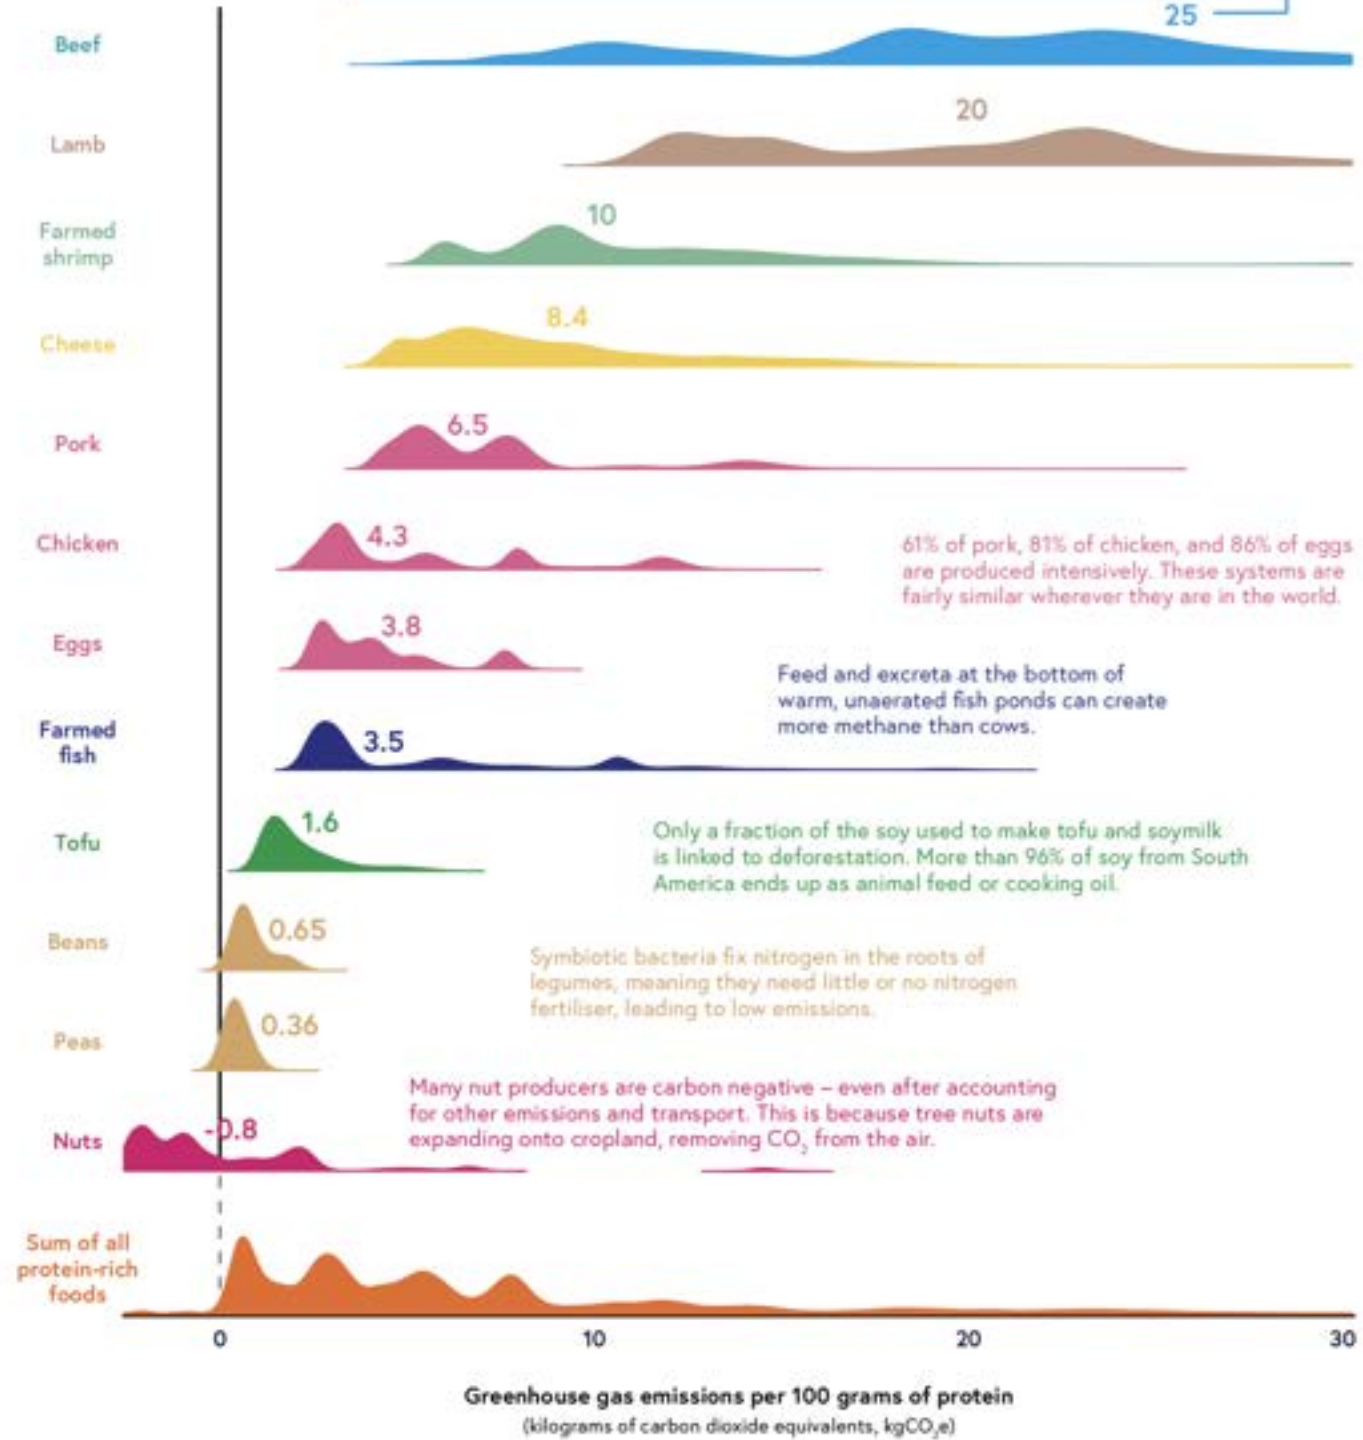 25
Beef
20
Lamb
10
Farmed
shrimp
8.4
Cheese
6.5
Pork
4.3
Chicken
61% of pork, 81% of chicken, and 86% of eggs
are produced intensively. These systems are
fairly similar wherever they are in the world.
3.8
Eggs
Feed and excreta at the bottom of
warm, unaerated fish ponds can create
more methane than cows.
Farmed
fish
3.5
1.6
Tofu
Only a fraction of the soy used to make tofu and soymilk
is linked to deforestation. More than 96% of soy from South
America ends up as animal feed or cooking oil.
0.65
Beans
Symbiotic bacteria fix nitrogen in the roots of
legumes, meaning they need little or no nitrogen
fertiliser, leading to low emissions.
0.36
Peas
Many nut producers are carbon negative – even after accounting
for other emissions and transport. This is because tree nuts are
expanding onto cropland, removing CO₂ from the air.
-0.8
Nuts
Sum of all
protein-rich
foods
0 10 20 30
Greenhouse gas emissions per 100 grams of protein
(kilograms of carbon dioxide equivalents, kgCO₂e)